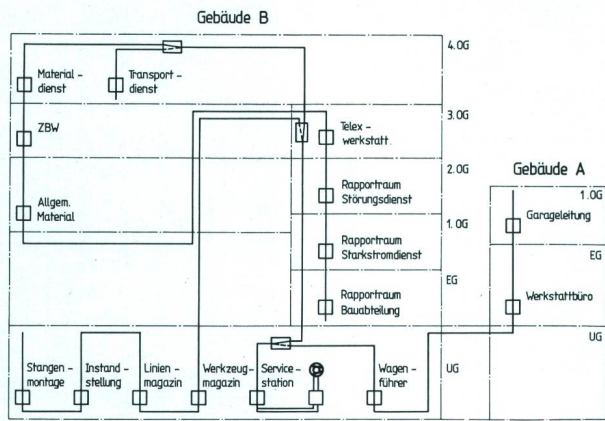 Gebäude B
4.OG
Material-
dienst
Transport-
dienst
3.OG
ZBW
Telex-
werkstatt
2.OG
Rapportraum
Störungsdienst
Allgem.
Material
1.OG
Rapportraum
Starkstromdienst
EG
Rapportraum
Bauabteilung
Gebäude A
1.OG
Garageleitung
EG
Werkstattbüro
UG
Stangen-
montage
Instand-
stellung
Linien-
magazin
Werkzeug-
magazin
Service-
station
Wagen-
führer
UG